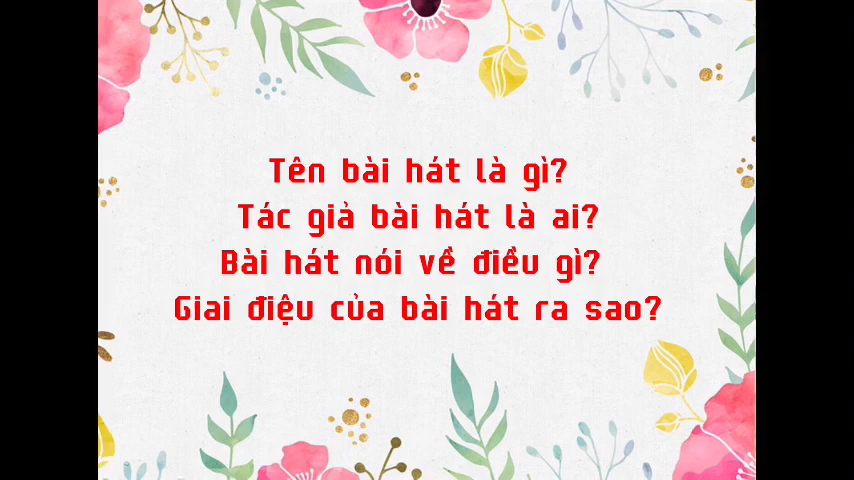 Tên bài hát là gì?
Tác giả bài hát là ai?
Bài hát nói về điều gì?
Giai điệu của bài hát ra sao?